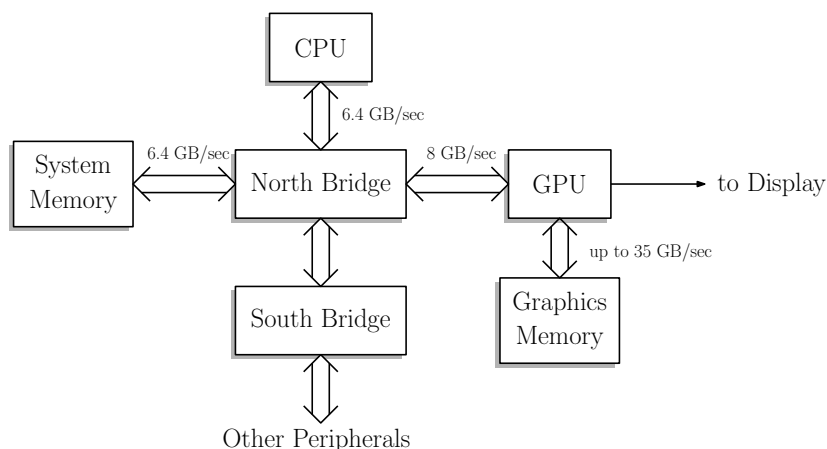 CPU
6.4 GB/sec
System
Memory
6.4 GB/sec
North Bridge
8 GB/sec
GPU
to Display
up to 35 GB/sec
South Bridge
Graphics
Memory
Other Peripherals